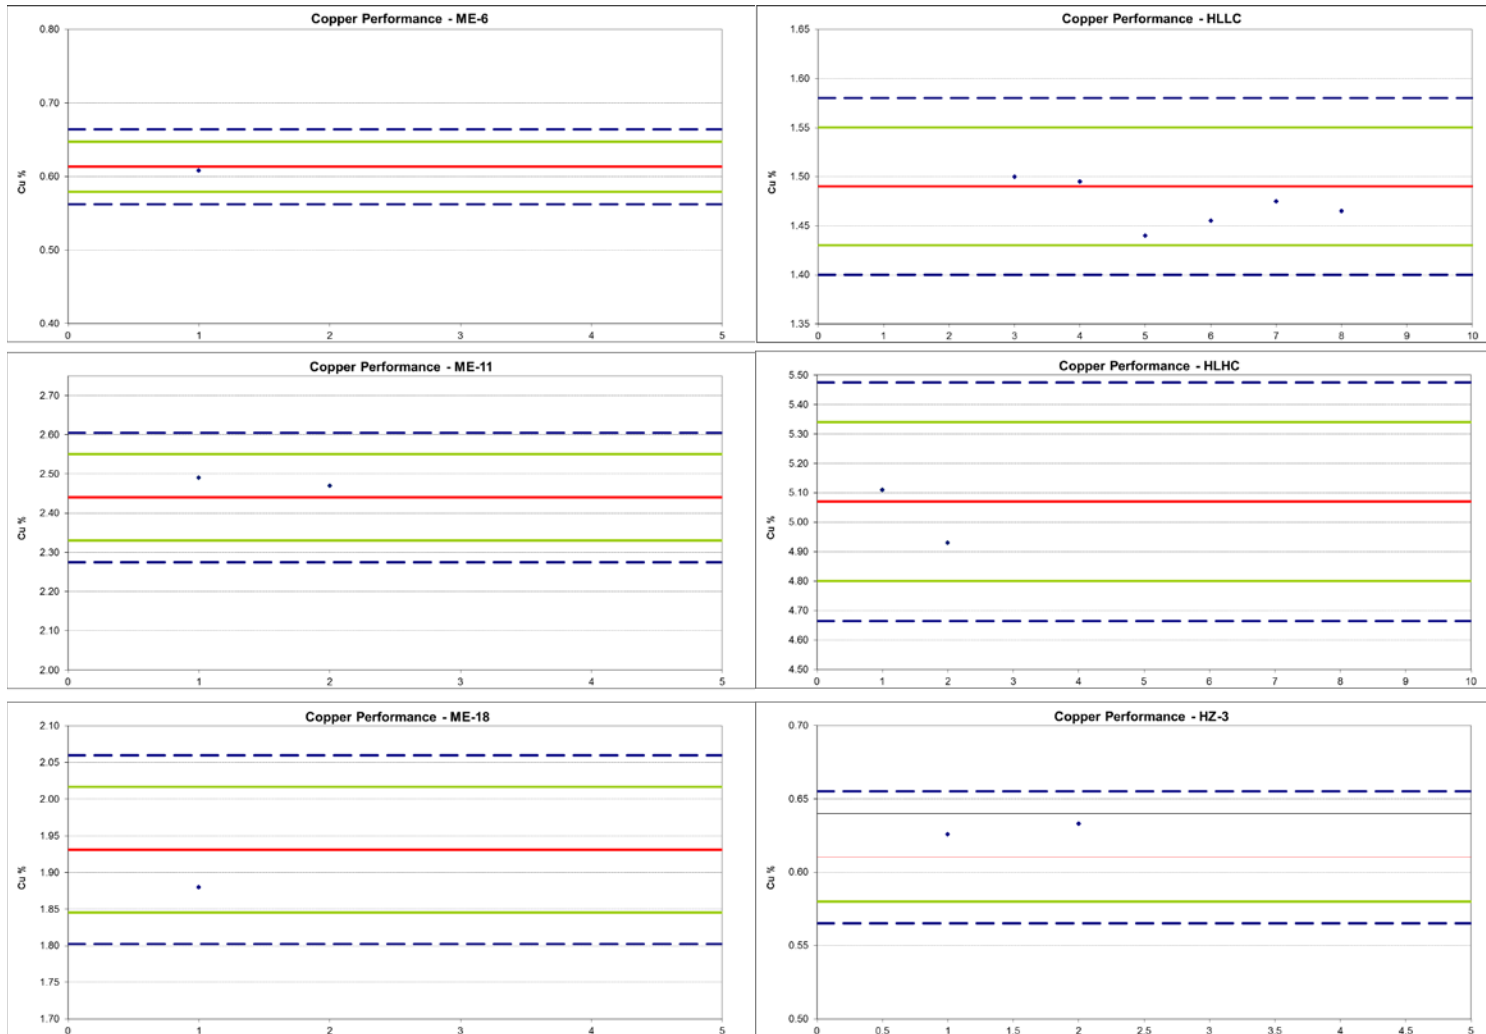 Copper Performance - ME-6
Cu %
0.80
0.70
0.60
0.50
0.40
0 1 2 3 4 5
Copper Performance - HLLC
Cu %
1.65
1.60
1.55
1.50
1.45
1.40
1.35
0 1 2 3 4 5 6 7 8 9 10
Copper Performance - ME-11
Cu %
2.70
2.60
2.50
2.40
2.30
2.20
2.10
2.00
0 1 2 3 4 5
Copper Performance - HLHC
Cu %
5.50
5.40
5.30
5.20
5.10
5.00
4.90
4.80
4.70
4.60
4.50
0 1 2 3 4 5 6 7 8 9 10
Copper Performance - ME-18
Cu %
2.10
2.05
2.00
1.95
1.90
1.85
1.80
1.75
1.70
0 1 2 3 4 5
Copper Performance - HZ-3
Cu %
0.70
0.65
0.60
0.55
0.50
0 0.5 1 1.5 2 2.5 3 3.5 4 4.5 5